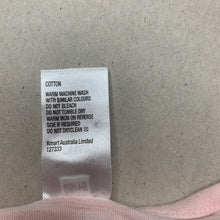 COTTON
WARM MACHINE WASH
WITH SIMILAR COLOURS
DO NOT BLEACH
DO NOT TUMBLE DRY
WARM IRON ON REVERSE
SIDE IF REQUIRED
DO NOT DRYCLEAN
Kmart Australia Limited
127333